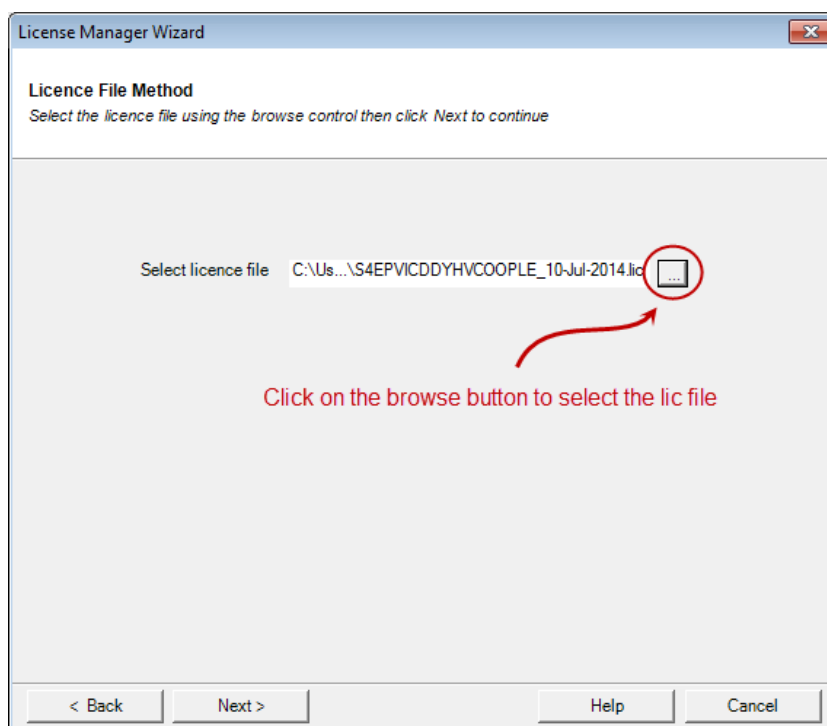 License Manager Wizard
Licence File Method
Select the licence file using the browse control then click Next to continue
Select licence file C:\Us...\S4EPVICDDYHVCOOPLE_10-Jul-2014.lic ...
Click on the browse button to select the lic file
< Back Next > Help Cancel